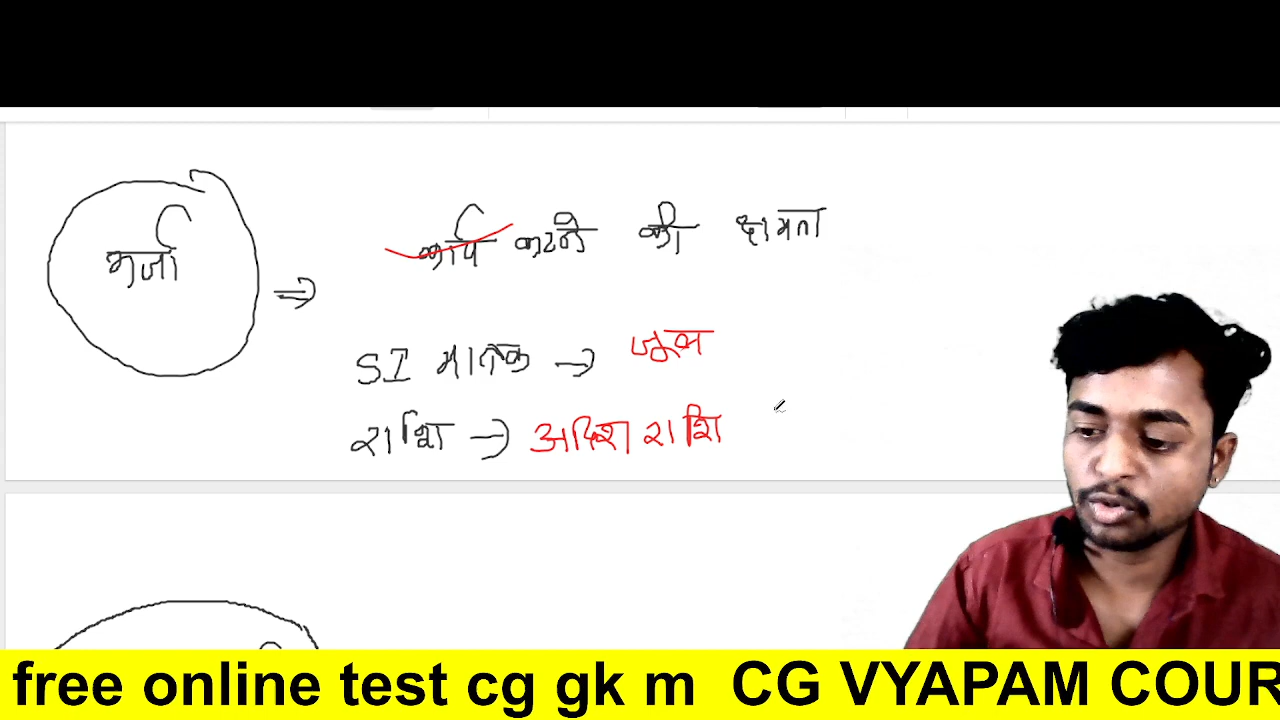 ऊर्जा
कार्य करने की क्षमता
SI मात्रक → जूल
राशि → अदिश राशि
free online test cg gk m CG VYAPAM COUR